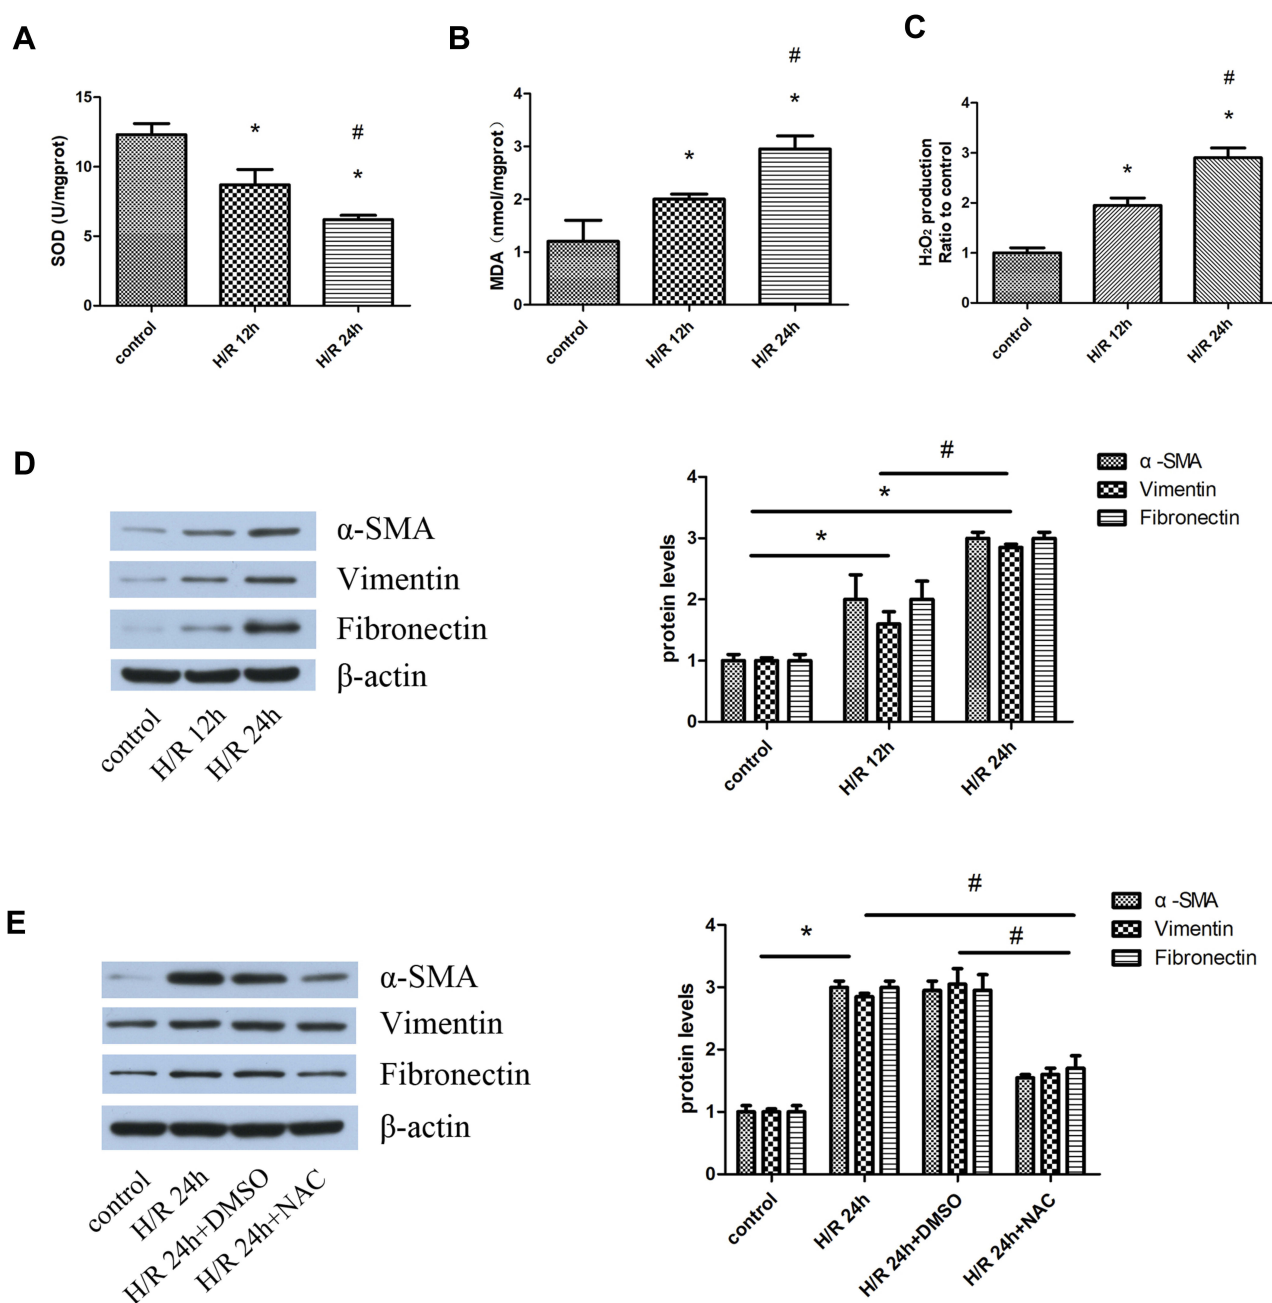 A
SOD (U/mgprot)
15
10
5
0
*
#
*
control
H/R 12h
H/R 24h
B
MDA (nmol/mgprot)
4
3
2
1
0
*
#
*
control
H/R 12h
H/R 24h
C
H₂O₂ production
Ratio to control
4
3
2
1
0
*
#
*
control
H/R 12h
H/R 24h
D
α-SMA
Vimentin
Fibronectin
β-actin
control
H/R 12h
H/R 24h
protein levels
4
3
2
1
0
#
*
*
control
H/R 12h
H/R 24h
α -SMA
Vimentin
Fibronectin
E
α-SMA
Vimentin
Fibronectin
β-actin
control
H/R 24h
H/R 24h+DMSO
H/R 24h+NAC
protein levels
4
3
2
1
0
*
#
#
control
H/R 24h
H/R 24h+DMSO
H/R 24h+NAC
α -SMA
Vimentin
Fibronectin